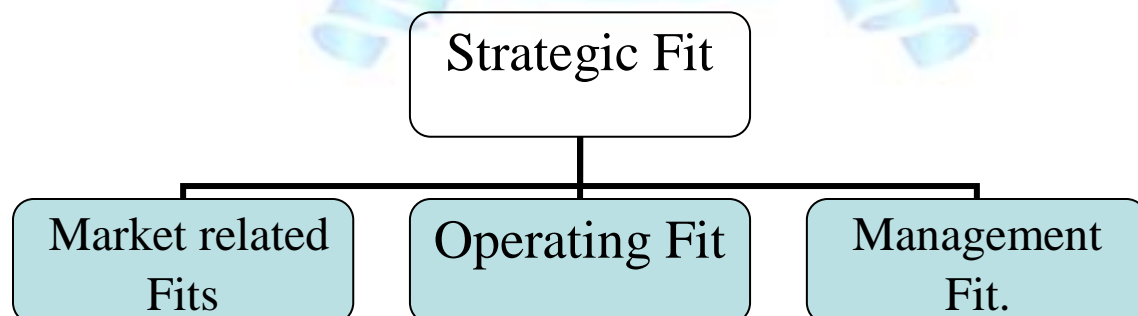 Strategic Fit
Market related
Fits
Operating Fit
Management
Fit.